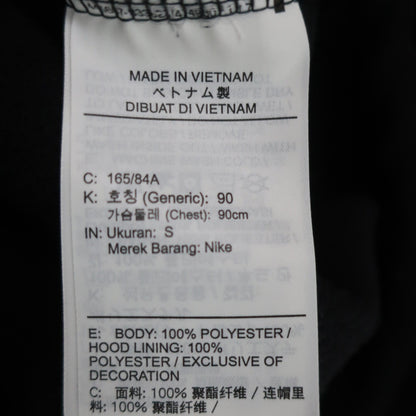 MADE IN VIETNAM
ベトナム製
DIBUAT DI VIETNAM
C: 165/84A
K: 호칭 (Generic): 90
가슴둘레 (Chest): 90cm
IN: Ukuran: S
Merek Barang: Nike
E: BODY: 100% POLYESTER /
HOOD LINING: 100%
POLYESTER / EXCLUSIVE OF
DECORATION
C: 面料: 100% 聚酯纤维 / 连帽里
料: 100% 聚酯纤维 /